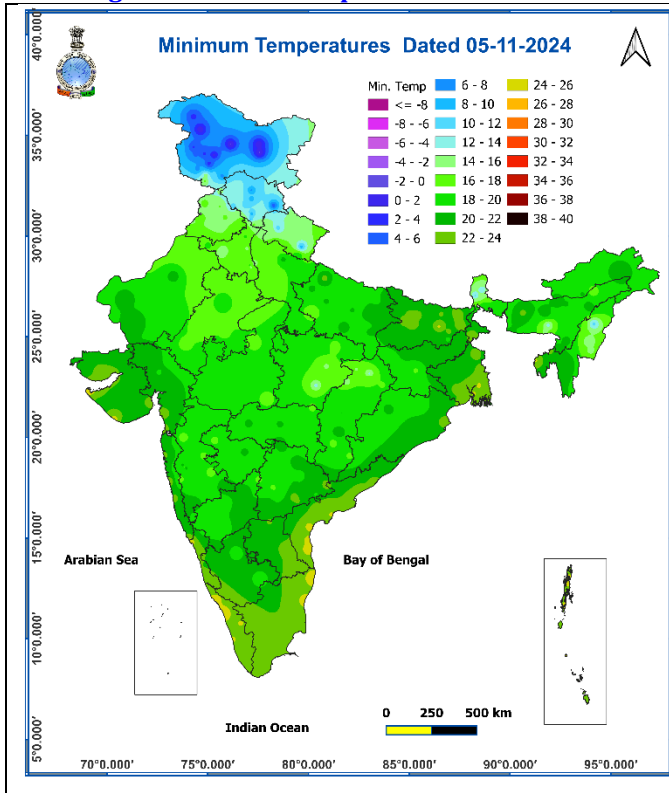 Minimum Temperatures Dated 05-11-2024
Min. Temp
<= -8
-8 - -6
-6 - -4
-4 - -2
-2 - 0
0 - 2
2 - 4
4 - 6
6 - 8
8 - 10
10 - 12
12 - 14
14 - 16
16 - 18
18 - 20
20 - 22
22 - 24
24 - 26
26 - 28
28 - 30
30 - 32
32 - 34
34 - 36
36 - 38
38 - 40
40°0.000'
35°0.000'
30°0.000'
25°0.000'
20°0.000'
15°0.000'
10°0.000'
5°0.000'
Arabian Sea
Bay of Bengal
Indian Ocean
0 250 500 km
70°0.000' 75°0.000' 80°0.000' 85°0.000' 90°0.000' 95°0.000'